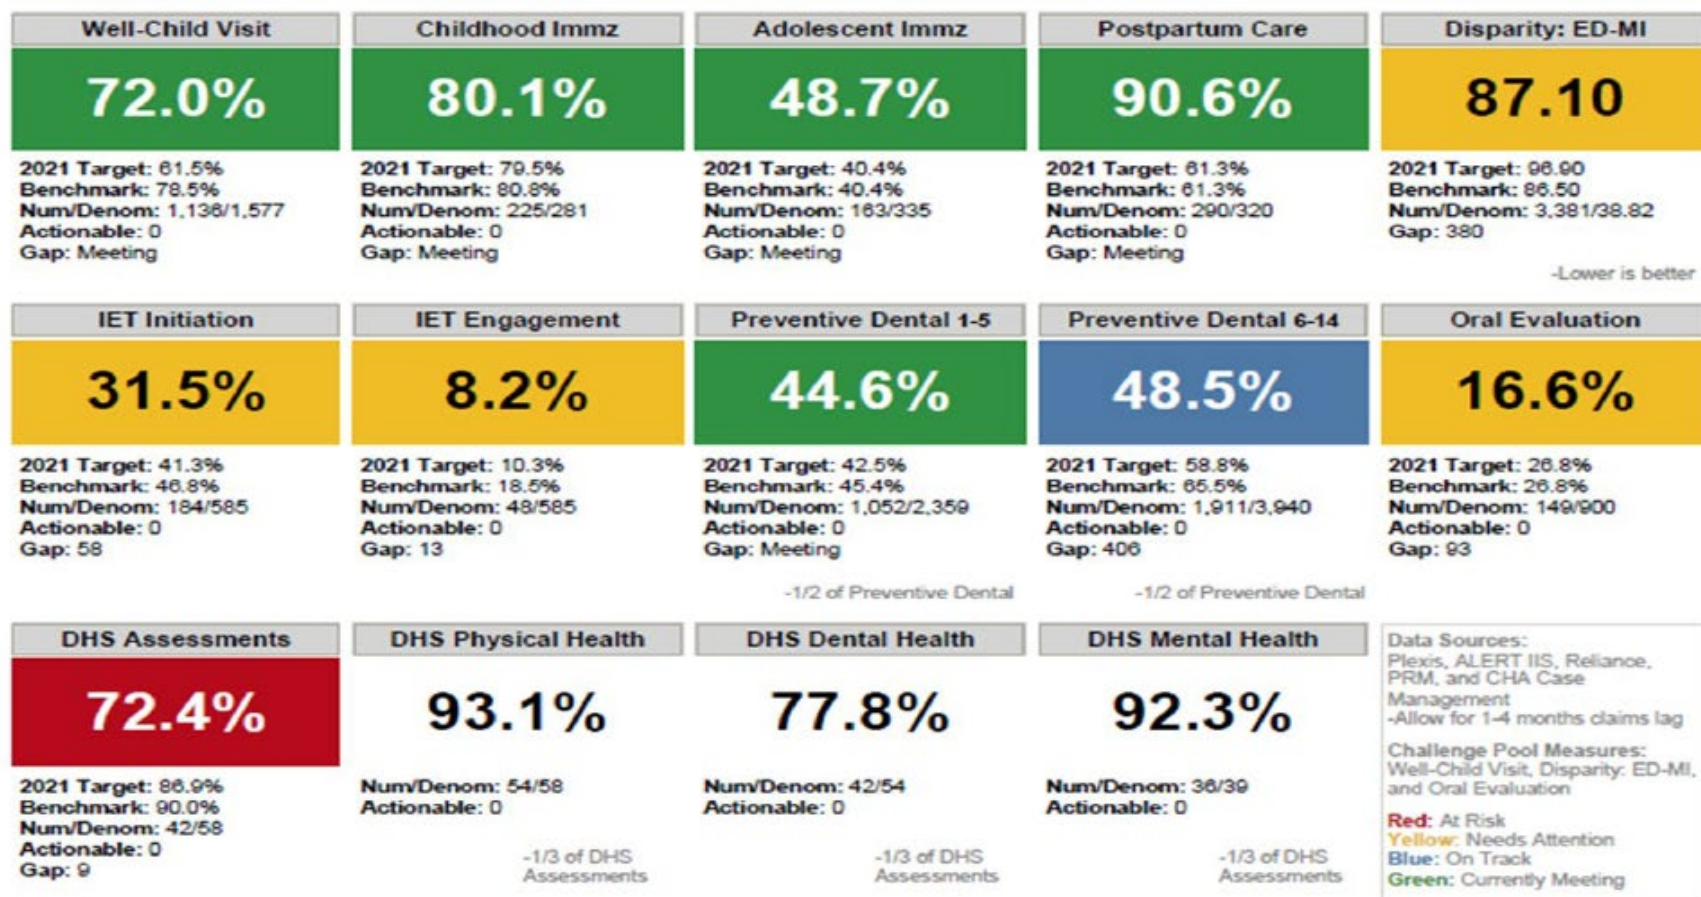 Well-Child Visit
72.0%
2021 Target: 61.5%
Benchmark: 78.5%
Num/Denom: 1,136/1,577
Actionable: 0
Gap: Meeting
Childhood Immz
80.1%
2021 Target: 79.5%
Benchmark: 80.8%
Num/Denom: 225/281
Actionable: 0
Gap: Meeting
Adolescent Immz
48.7%
2021 Target: 40.4%
Benchmark: 40.4%
Num/Denom: 163/335
Actionable: 0
Gap: Meeting
Postpartum Care
90.6%
2021 Target: 61.3%
Benchmark: 61.3%
Num/Denom: 290/320
Actionable: 0
Gap: Meeting
Disparity: ED-MI
87.10
2021 Target: 96.90
Benchmark: 86.50
Num/Denom: 3,381/38.82
Gap: 380
-Lower is better
IET Initiation
31.5%
2021 Target: 41.3%
Benchmark: 46.8%
Num/Denom: 184/585
Actionable: 0
Gap: 58
IET Engagement
8.2%
2021 Target: 10.3%
Benchmark: 18.5%
Num/Denom: 48/585
Actionable: 0
Gap: 13
Preventive Dental 1-5
44.6%
2021 Target: 42.5%
Benchmark: 45.4%
Num/Denom: 1,052/2,359
Actionable: 0
Gap: Meeting
-1/2 of Preventive Dental
Preventive Dental 6-14
48.5%
2021 Target: 58.8%
Benchmark: 65.5%
Num/Denom: 1,911/3,940
Actionable: 0
Gap: 406
-1/2 of Preventive Dental
Oral Evaluation
16.6%
2021 Target: 26.8%
Benchmark: 26.8%
Num/Denom: 149/900
Actionable: 0
Gap: 93
DHS Assessments
72.4%
2021 Target: 86.9%
Benchmark: 90.0%
Num/Denom: 42/58
Actionable: 0
Gap: 9
DHS Physical Health
93.1%
Num/Denom: 54/58
Actionable: 0
-1/3 of DHS
Assessments
DHS Dental Health
77.8%
Num/Denom: 42/54
Actionable: 0
-1/3 of DHS
Assessments
DHS Mental Health
92.3%
Num/Denom: 36/39
Actionable: 0
-1/3 of DHS
Assessments
Data Sources:
Plexis, ALERT IIS, Reliance,
PRM, and CHA Case
Management
-Allow for 1-4 months claims lag
Challenge Pool Measures:
Well-Child Visit, Disparity: ED-MI,
and Oral Evaluation
Red: At Risk
Yellow: Needs Attention
Blue: On Track
Green: Currently Meeting